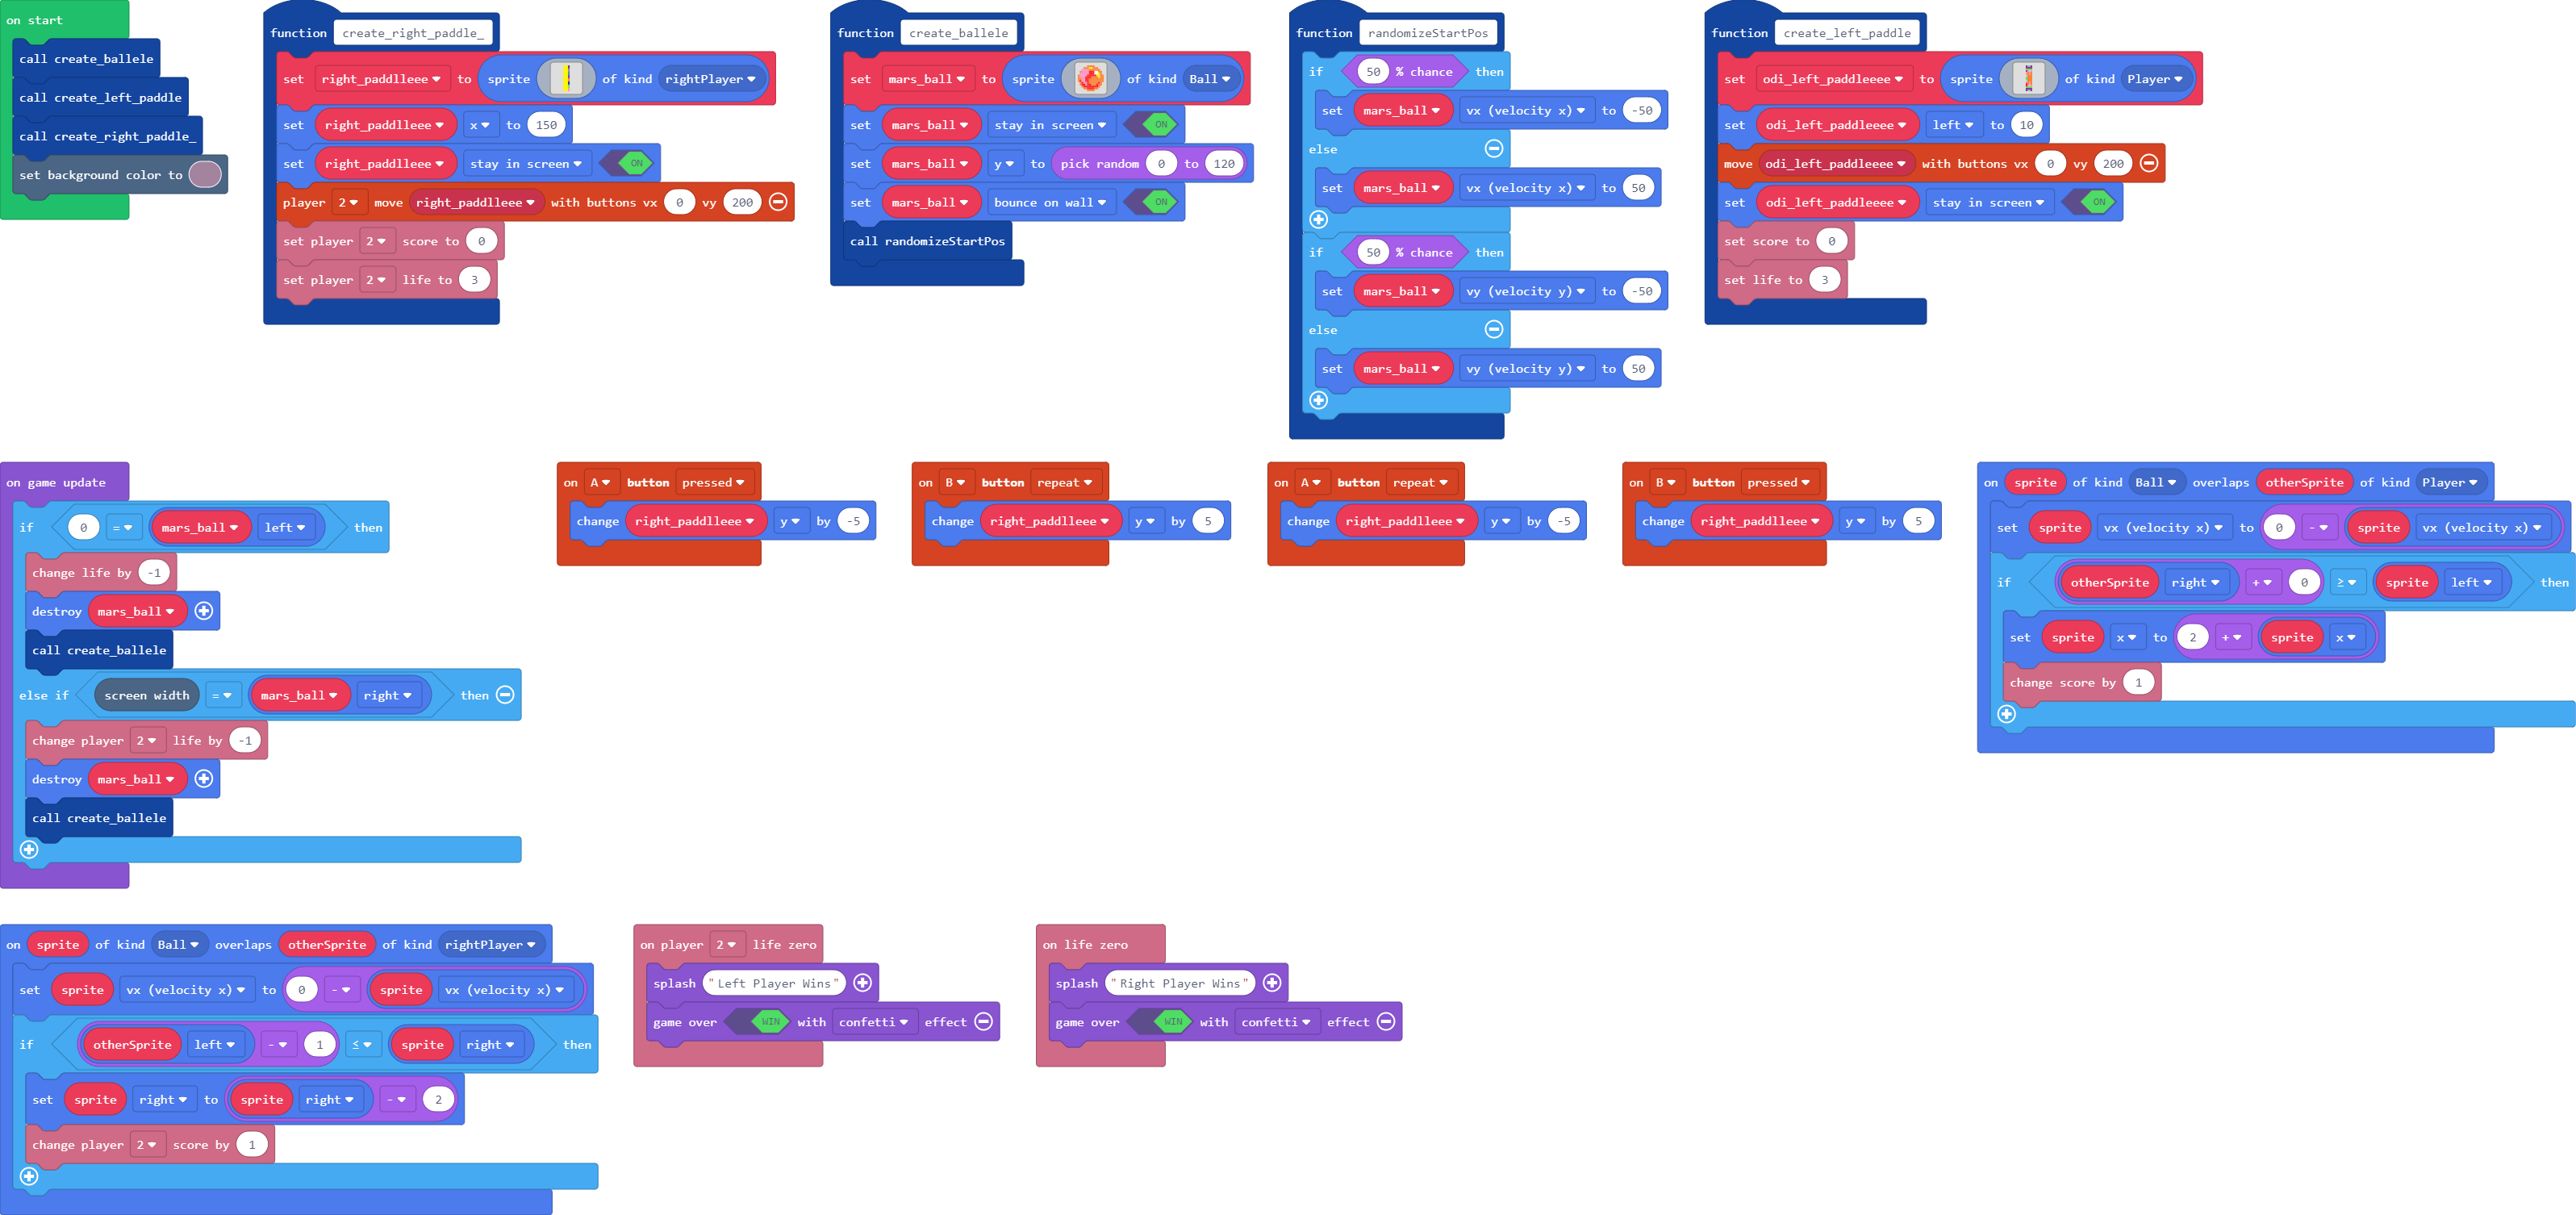 on start
call create_ballele
call create_left_paddle
call create_right_paddle_
set background color to
function create_right_paddle_
set right_paddlleee to sprite of kind rightPlayer
set right_paddlleee x to 150
set right_paddlleee stay in screen ON
player 2 move right_paddlleee with buttons vx 0 vy 200
set player 2 score to 0
set player 2 life to 3
function create_ballele
set mars_ball to sprite of kind Ball
set mars_ball stay in screen ON
set mars_ball y to pick random 0 to 120
set mars_ball bounce on wall ON
call randomizeStartPos
function randomizeStartPos
if 50 % chance then
set mars_ball vx (velocity x) to -50
else
set mars_ball vx (velocity x) to 50
if 50 % chance then
set mars_ball vy (velocity y) to -50
else
set mars_ball vy (velocity y) to 50
function create_left_paddle
set odi_left_paddleeee to sprite of kind Player
set odi_left_paddleeee left to 10
move odi_left_paddleeee with buttons vx 0 vy 200
set odi_left_paddleeee stay in screen ON
set score to 0
set life to 3
on game update
if 0 = mars_ball left then
change life by -1
destroy mars_ball
call create_ballele
else if screen width = mars_ball right then
change player 2 life by -1
destroy mars_ball
call create_ballele
on A button pressed
change right_paddlleee y by -5
on B button repeat
change right_paddlleee y by 5
on A button repeat
change right_paddlleee y by -5
on B button pressed
change right_paddlleee y by 5
on sprite of kind Ball overlaps otherSprite of kind Player
set sprite vx (velocity x) to 0 - sprite vx (velocity x)
if otherSprite right + 0 ≥ sprite left then
set sprite x to 2 + sprite x
change score by 1
on sprite of kind Ball overlaps otherSprite of kind rightPlayer
set sprite vx (velocity x) to 0 - sprite vx (velocity x)
if otherSprite left - 1 ≤ sprite right then
set sprite right to sprite right - 2
change player 2 score by 1
on player 2 life zero
splash "Left Player Wins"
game over WIN with confetti effect
on life zero
splash "Right Player Wins"
game over WIN with confetti effect